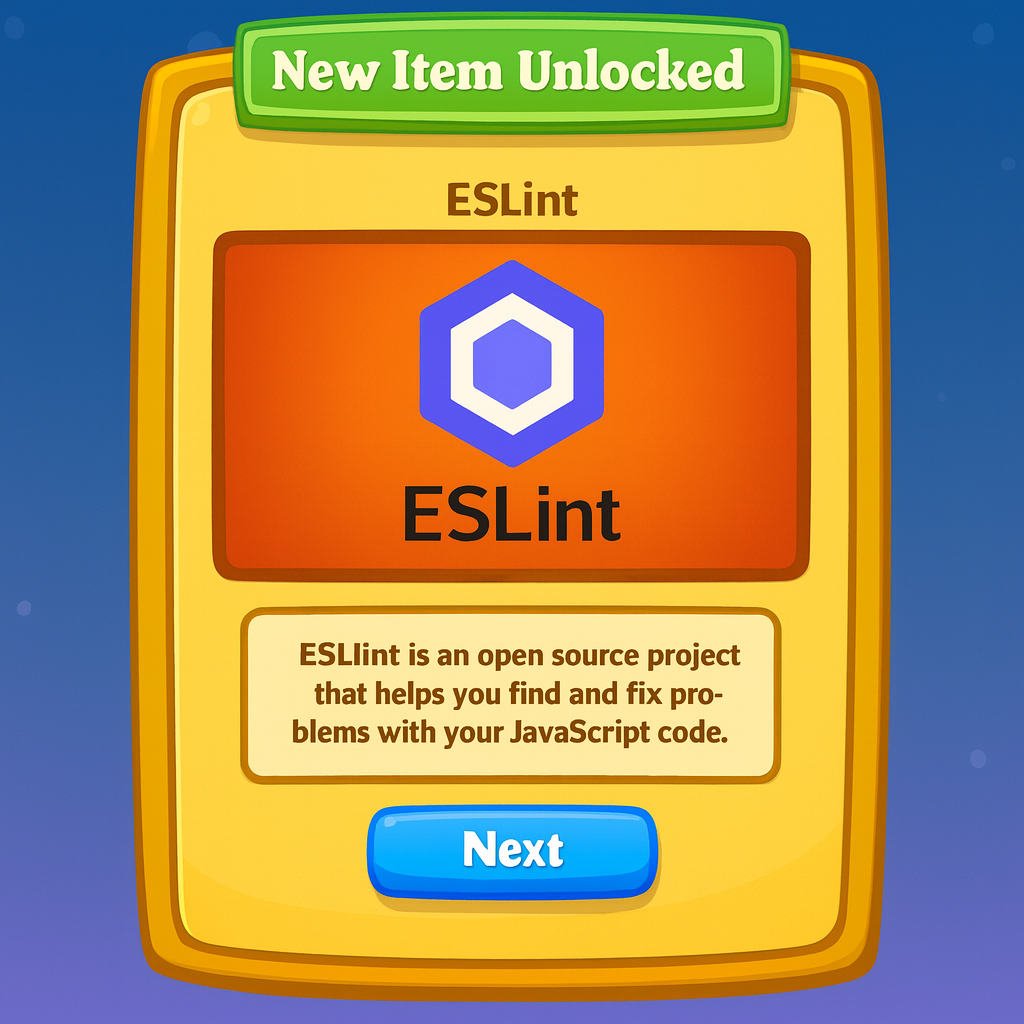 New Item Unlocked
ESLint
ESLint
ESLlint is an open source project
that helps you find and fix pro-
blems with your JavaScript code.
Next